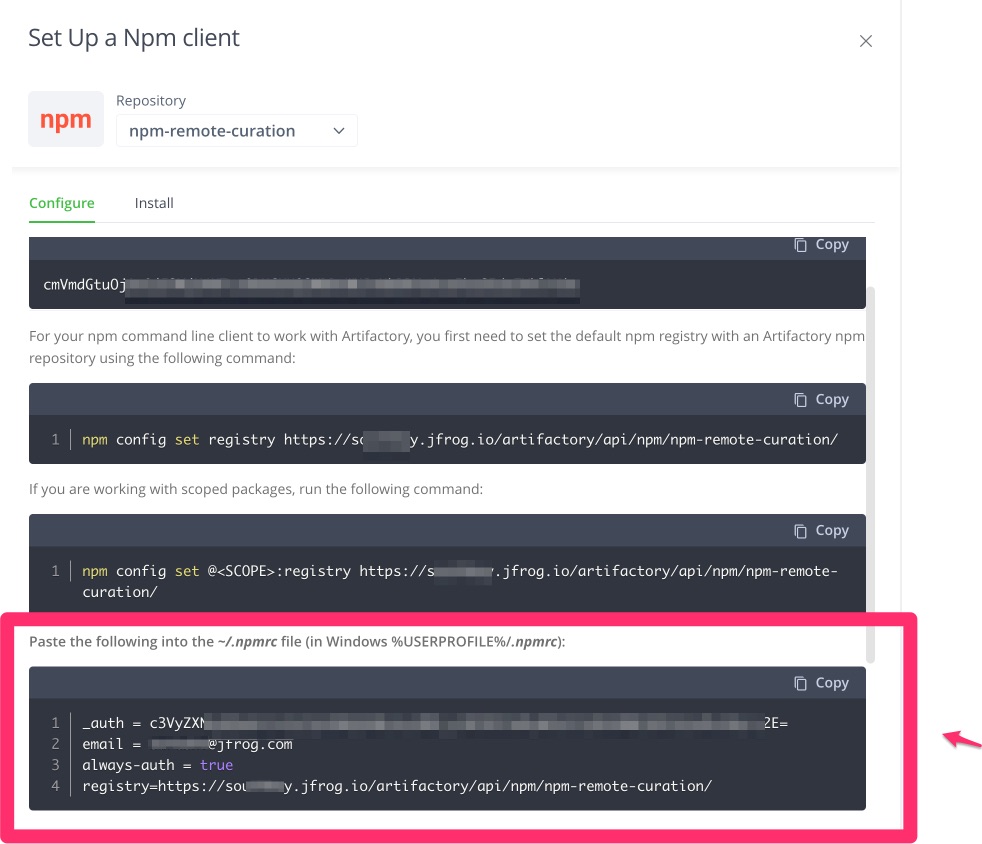 Set Up a Npm client
npm
Repository
npm-remote-curation
Configure
Install
Copy
cmVmdGtuOj
For your npm command line client to work with Artifactory, you first need to set the default npm registry with an Artifactory npm
repository using the following command:
Copy
1 npm config set registry https://so y.jfrog.io/artifactory/api/npm/npm-remote-curation/
If you are working with scoped packages, run the following command:
Copy
1 npm config set @<SCOPE>:registry https://s .jfrog.io/artifactory/api/npm/npm-remote-
curation/
Paste the following into the ~/.npmrc file (in Windows %USERPROFILE%/.npmrc):
Copy
1 _auth = c3VyZXN 2E=
2 email = @jfrog.com
3 always-auth = true
4 registry=https://sou y.jfrog.io/artifactory/api/npm/npm-remote-curation/